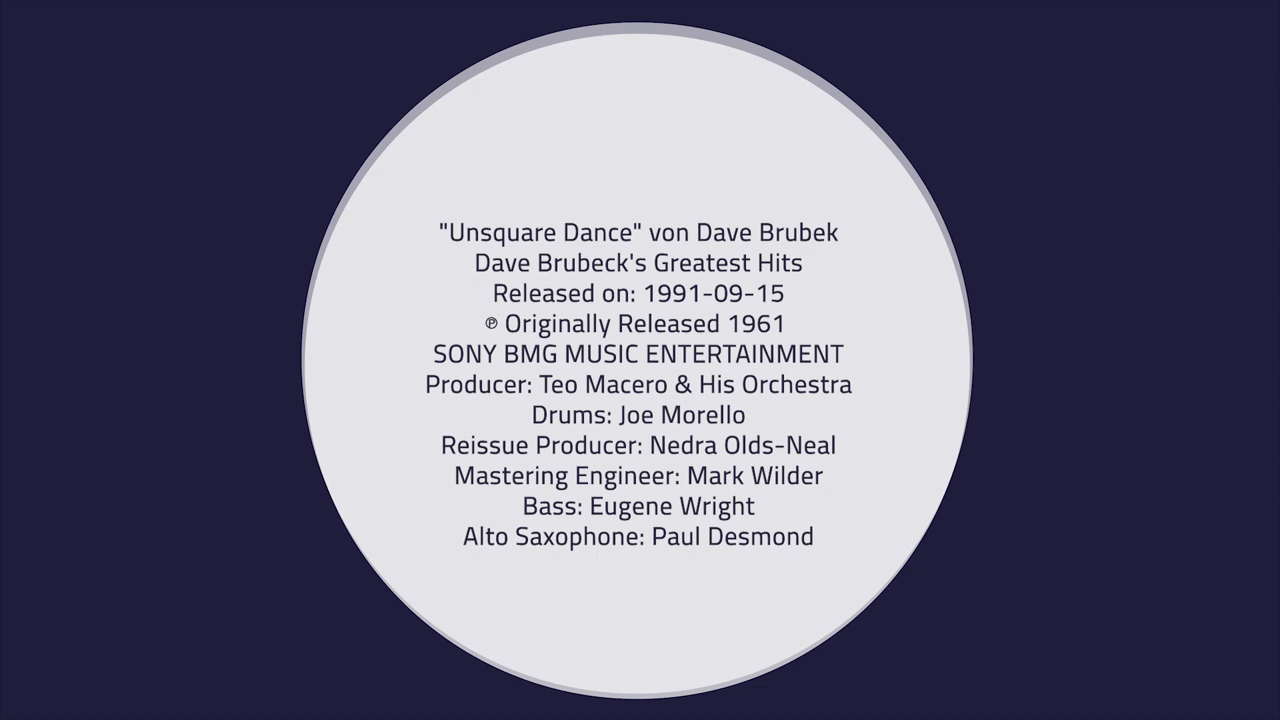 "Unsquare Dance" von Dave Brubek
Dave Brubeck's Greatest Hits
Released on: 1991-09-15
℗ Originally Released 1961
SONY BMG MUSIC ENTERTAINMENT
Producer: Teo Macero & His Orchestra
Drums: Joe Morello
Reissue Producer: Nedra Olds-Neal
Mastering Engineer: Mark Wilder
Bass: Eugene Wright
Alto Saxophone: Paul Desmond